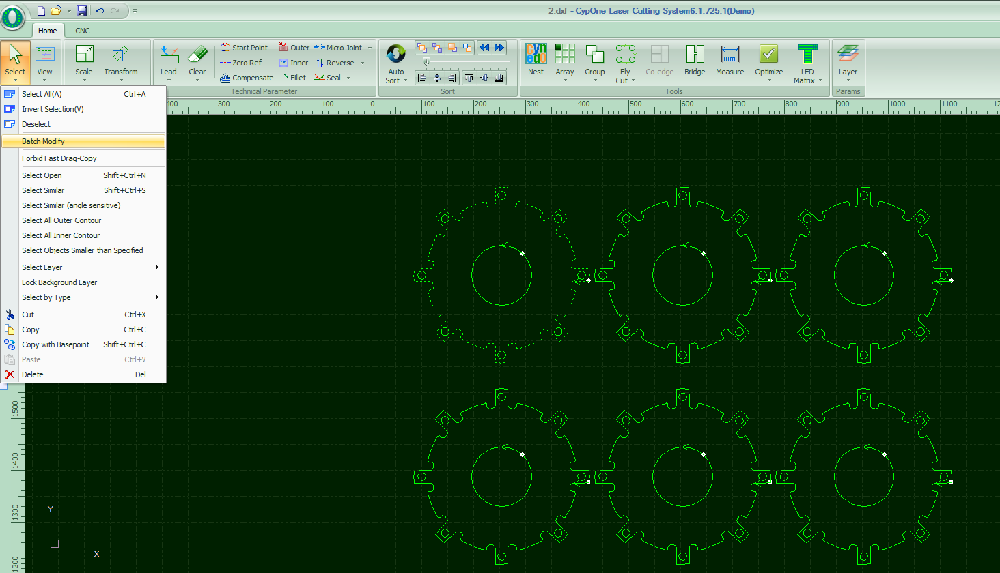 2.dxf - CypOne Laser Cutting System6.1.725.1(Demo)
Home CNC
Select View Scale Transform Lead Clear
Start Point Outer Micro Joint
Zero Ref Inner Reverse
Compensate Fillet Seal
Technical Parameter
Auto Sort
Sort
Nest Array Group Fly Cut Co-edge Bridge Measure Optimize LED Matrix
Tools
Layer
Params
Select All(A) Ctrl+A
Invert Selection(V)
Deselect
Batch Modify
Forbid Fast Drag-Copy
Select Open Shift+Ctrl+N
Select Similar Shift+Ctrl+S
Select Similar (angle sensitive)
Select All Outer Contour
Select All Inner Contour
Select Objects Smaller than Specified
Select Layer
Lock Background Layer
Select by Type
Cut Ctrl+X
Copy Ctrl+C
Copy with Basepoint Shift+Ctrl+C
Paste Ctrl+V
Delete Del
400 -300 -200 -100 0 100 200 300 400 500 600 700 800 900 1000 1100
1500
1400
1300
1200
Y
X